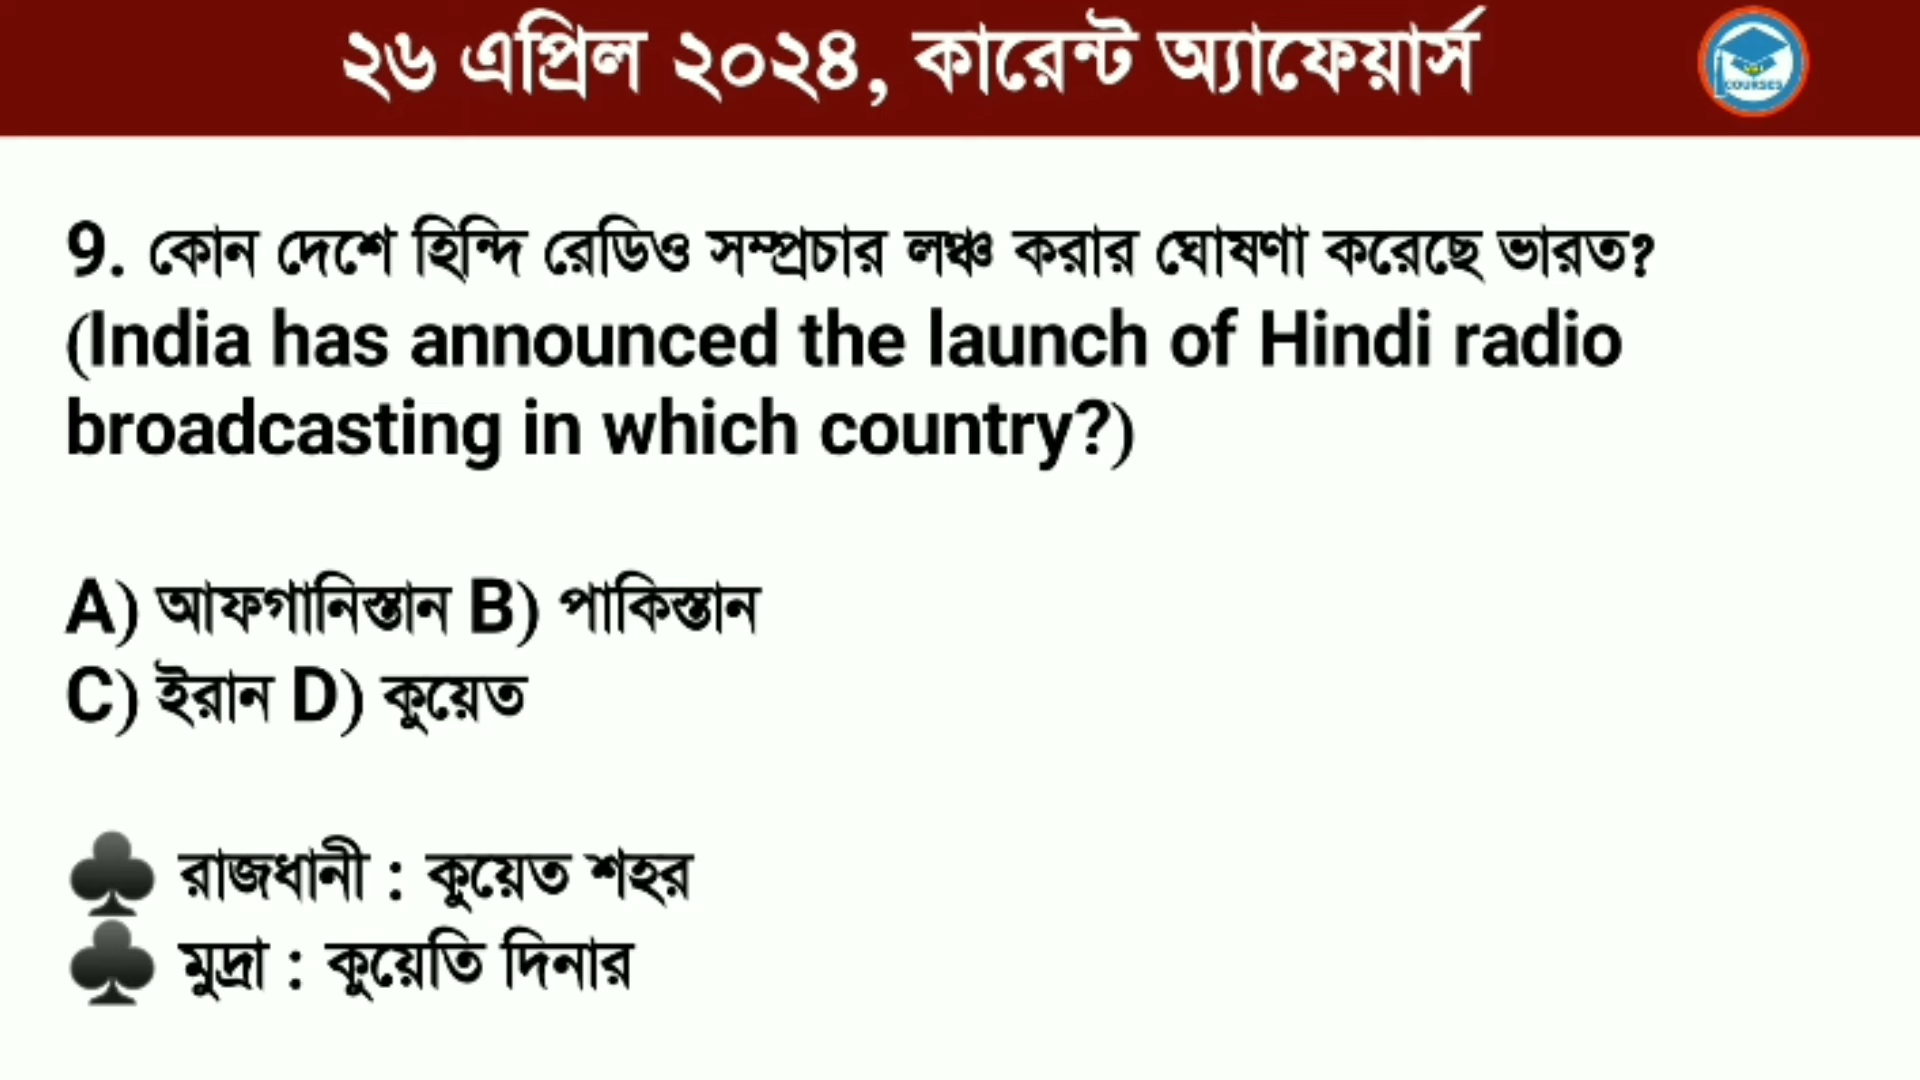 ২৬ এপ্রিল ২০২৪, কারেন্ট অ্যাফেয়ার্স
COURSES
9. কোন দেশে হিন্দি রেডিও সম্প্রচার লঞ্চ করার ঘোষণা করেছে ভারত?
(India has announced the launch of Hindi radio
broadcasting in which country?)
A) আফগানিস্তান B) পাকিস্তান
C) ইরান D) কুয়েত
রাজধানী : কুয়েত শহর
মুদ্রা : কুয়েতি দিনার